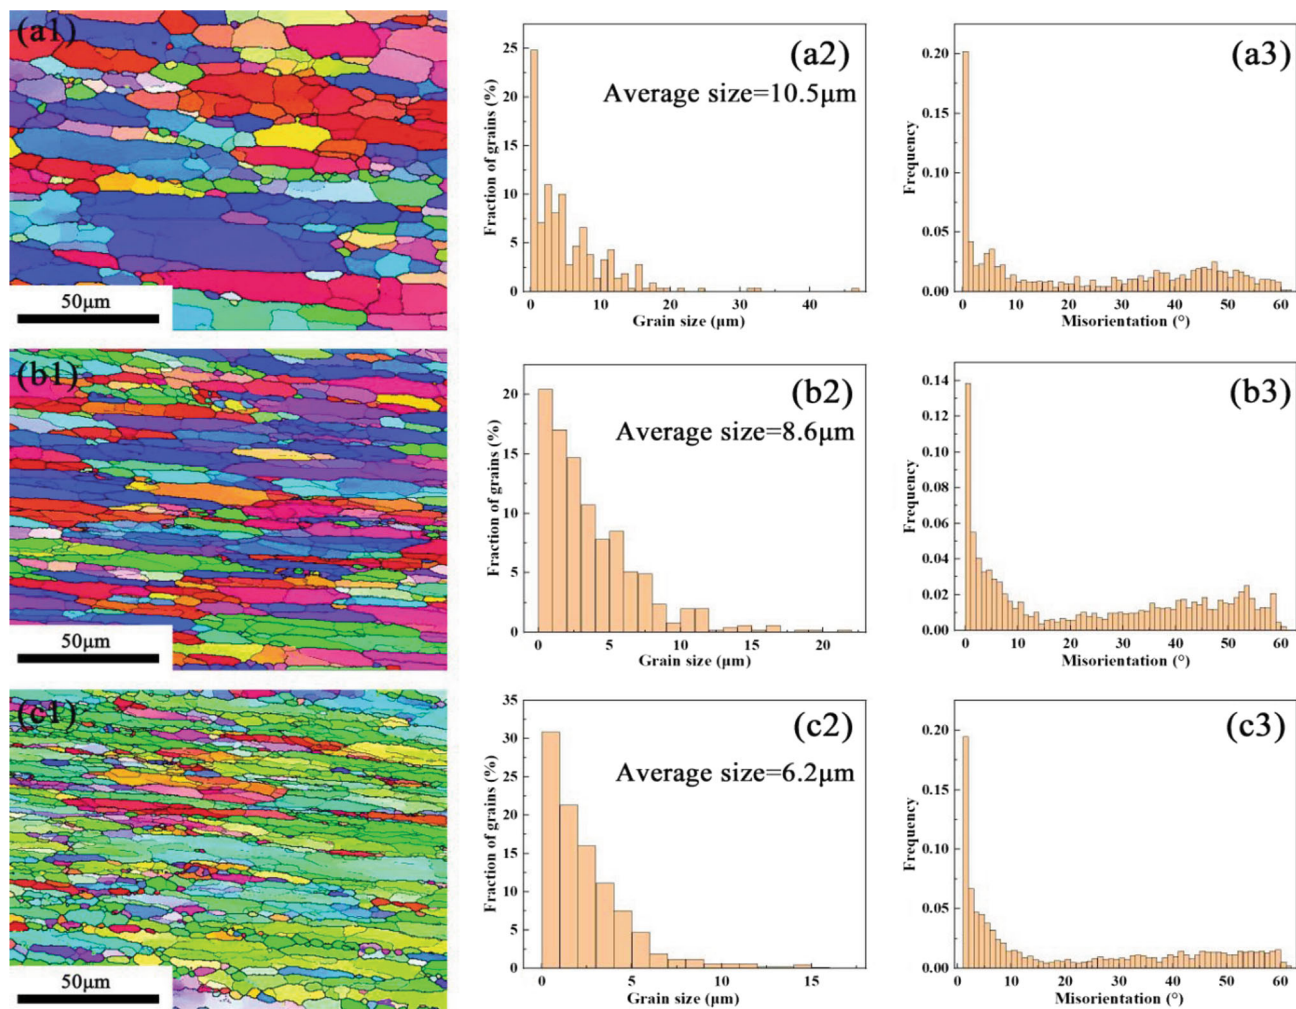 (a1)
50μm
(a2)
Average size=10.5μm
Fraction of grains (%)
25
20
15
10
5
0
0 10 20 30 40
Grain size (μm)
(a3)
Frequency
0.20
0.15
0.10
0.05
0.00
0 10 20 30 40 50 60
Misorientation (°)
(b1)
50μm
(b2)
Average size=8.6μm
Fraction of grains (%)
20
15
10
5
0
0 5 10 15 20
Grain size (μm)
(b3)
Frequency
0.14
0.12
0.10
0.08
0.06
0.04
0.02
0.00
0 10 20 30 40 50 60
Misorientation (°)
(c1)
50μm
(c2)
Average size=6.2μm
Fraction of grains (%)
35
30
25
20
15
10
5
0
0 5 10 15
Grain size (μm)
(c3)
Frequency
0.20
0.15
0.10
0.05
0.00
0 10 20 30 40 50 60
Misorientation (°)